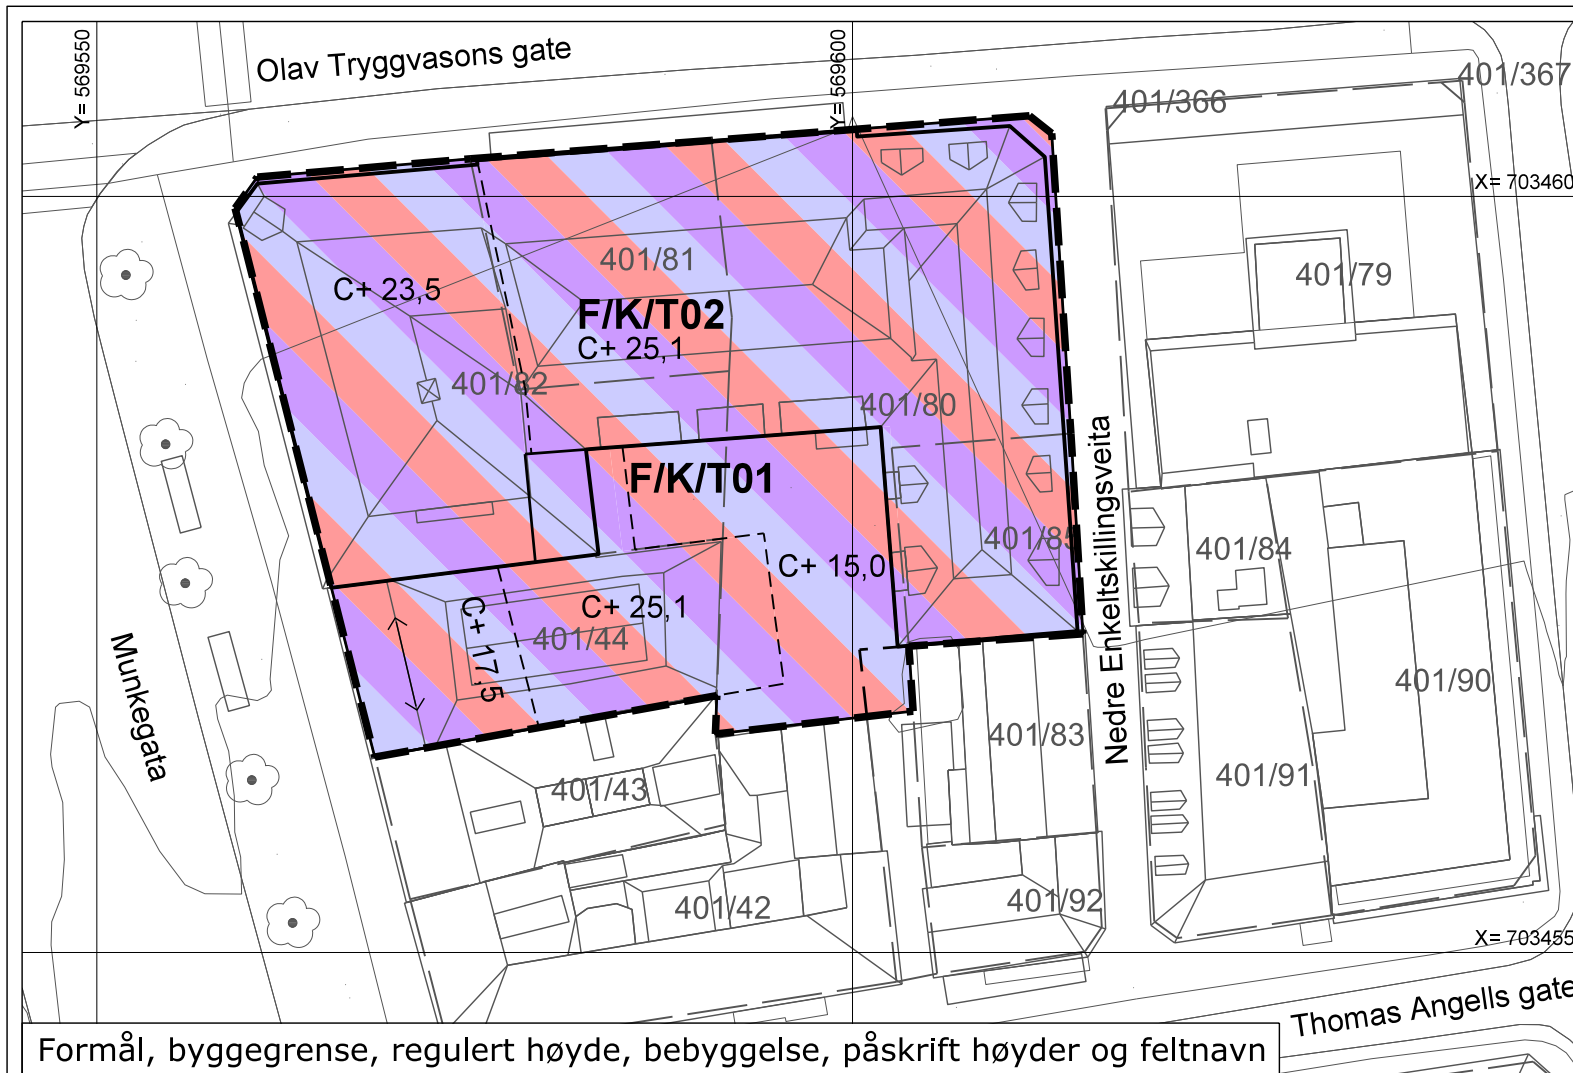 Olav Tryggvasons gate
Y= 569550
Y= 569600
401/367
401/366
X= 703460
401/81
401/79
C+ 23,5
F/K/T02
C+ 25,1
401/82
401/80
F/K/T01
Nedre Enkeltskillingsveita
401/85
401/84
C+ 15,0
C+ 25,1
C+ 17,5
401/44
Munkegata
401/90
401/83
401/91
401/43
401/42
401/92
X= 703455
Thomas Angells gate
Formål, byggegrense, regulert høyde, bebyggelse, påskrift høyder og feltnavn